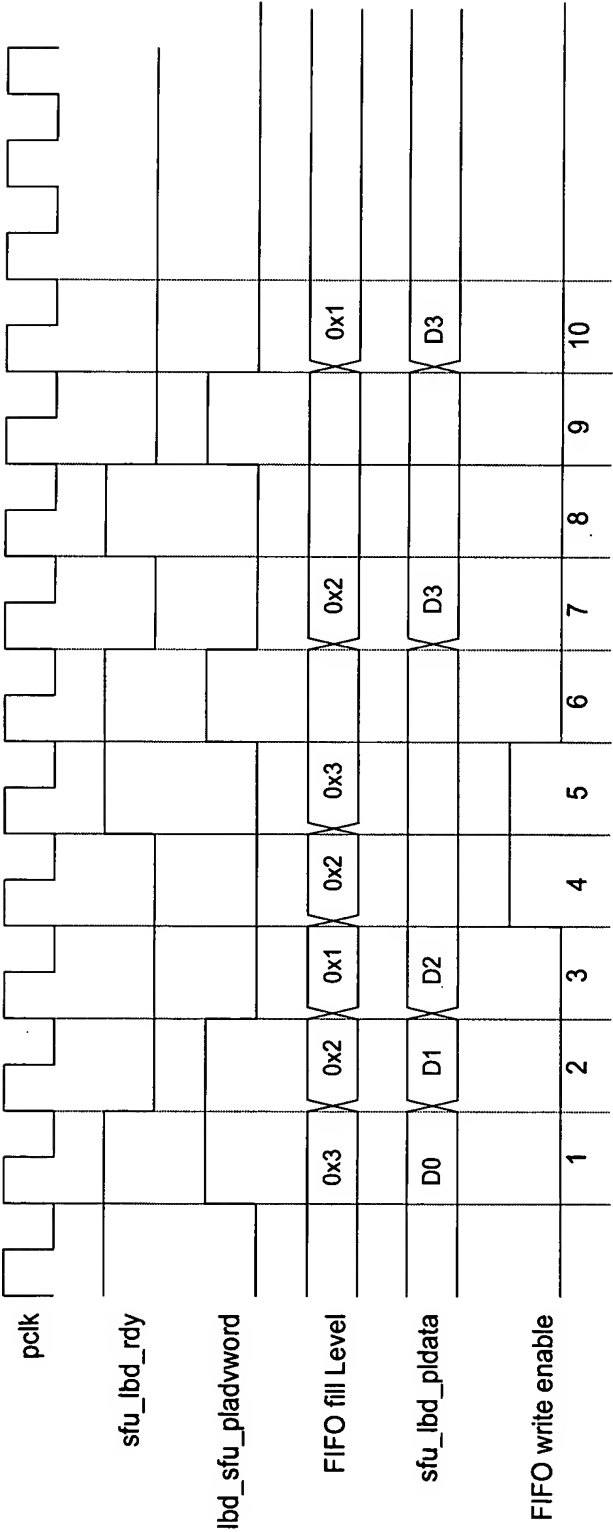 pclk
sfu_lbd_rdy
lbd_sfu_pladvword
FIFO fill Level 0x3 0x2 0x1 0x2 0x3 0x2 0x1
sfu_lbd_pldata D0 D1 D2 D3 D3
FIFO write enable
1 2 3 4 5 6 7 8 9 10